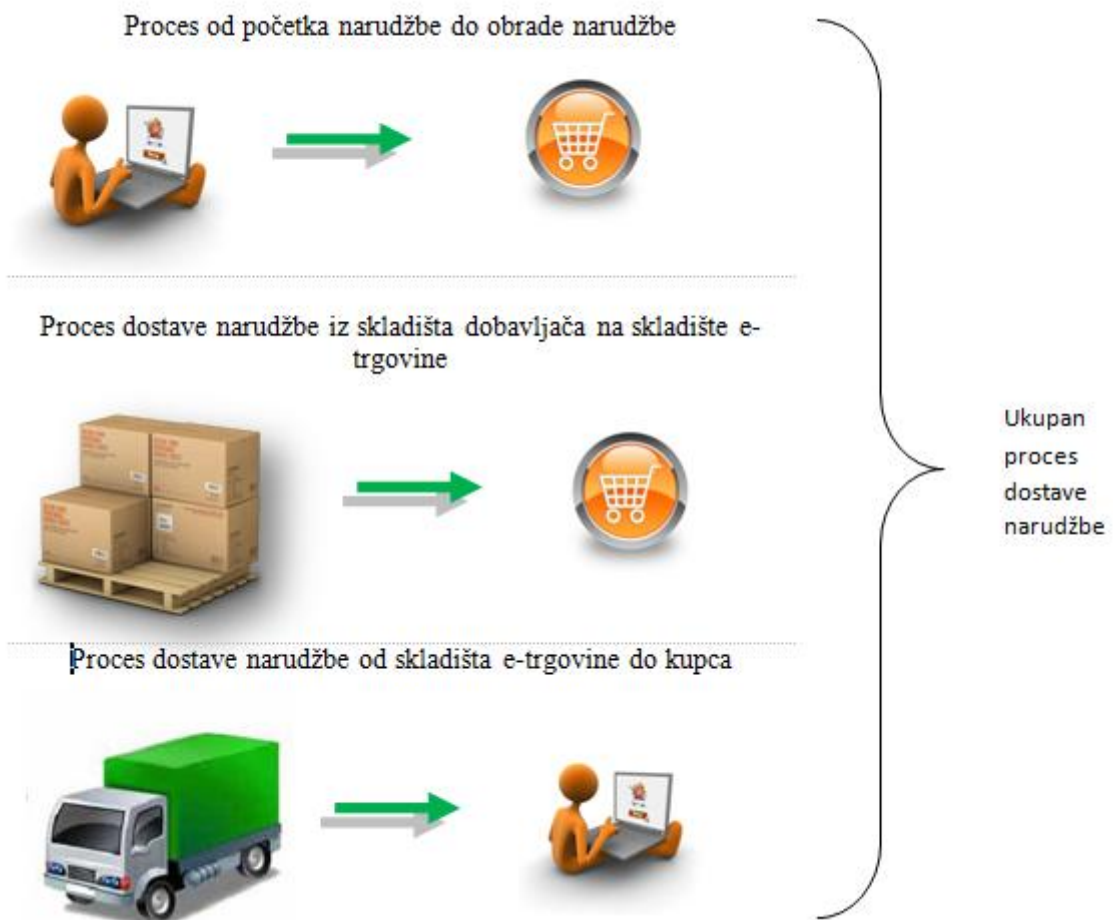 Proces od početka narudžbe do obrade narudžbe
Proces dostave narudžbe iz skladišta dobavljača na skladište e-
trgovine
Ukupan
proces
dostave
narudžbe
Proces dostave narudžbe od skladišta e-trgovine do kupca